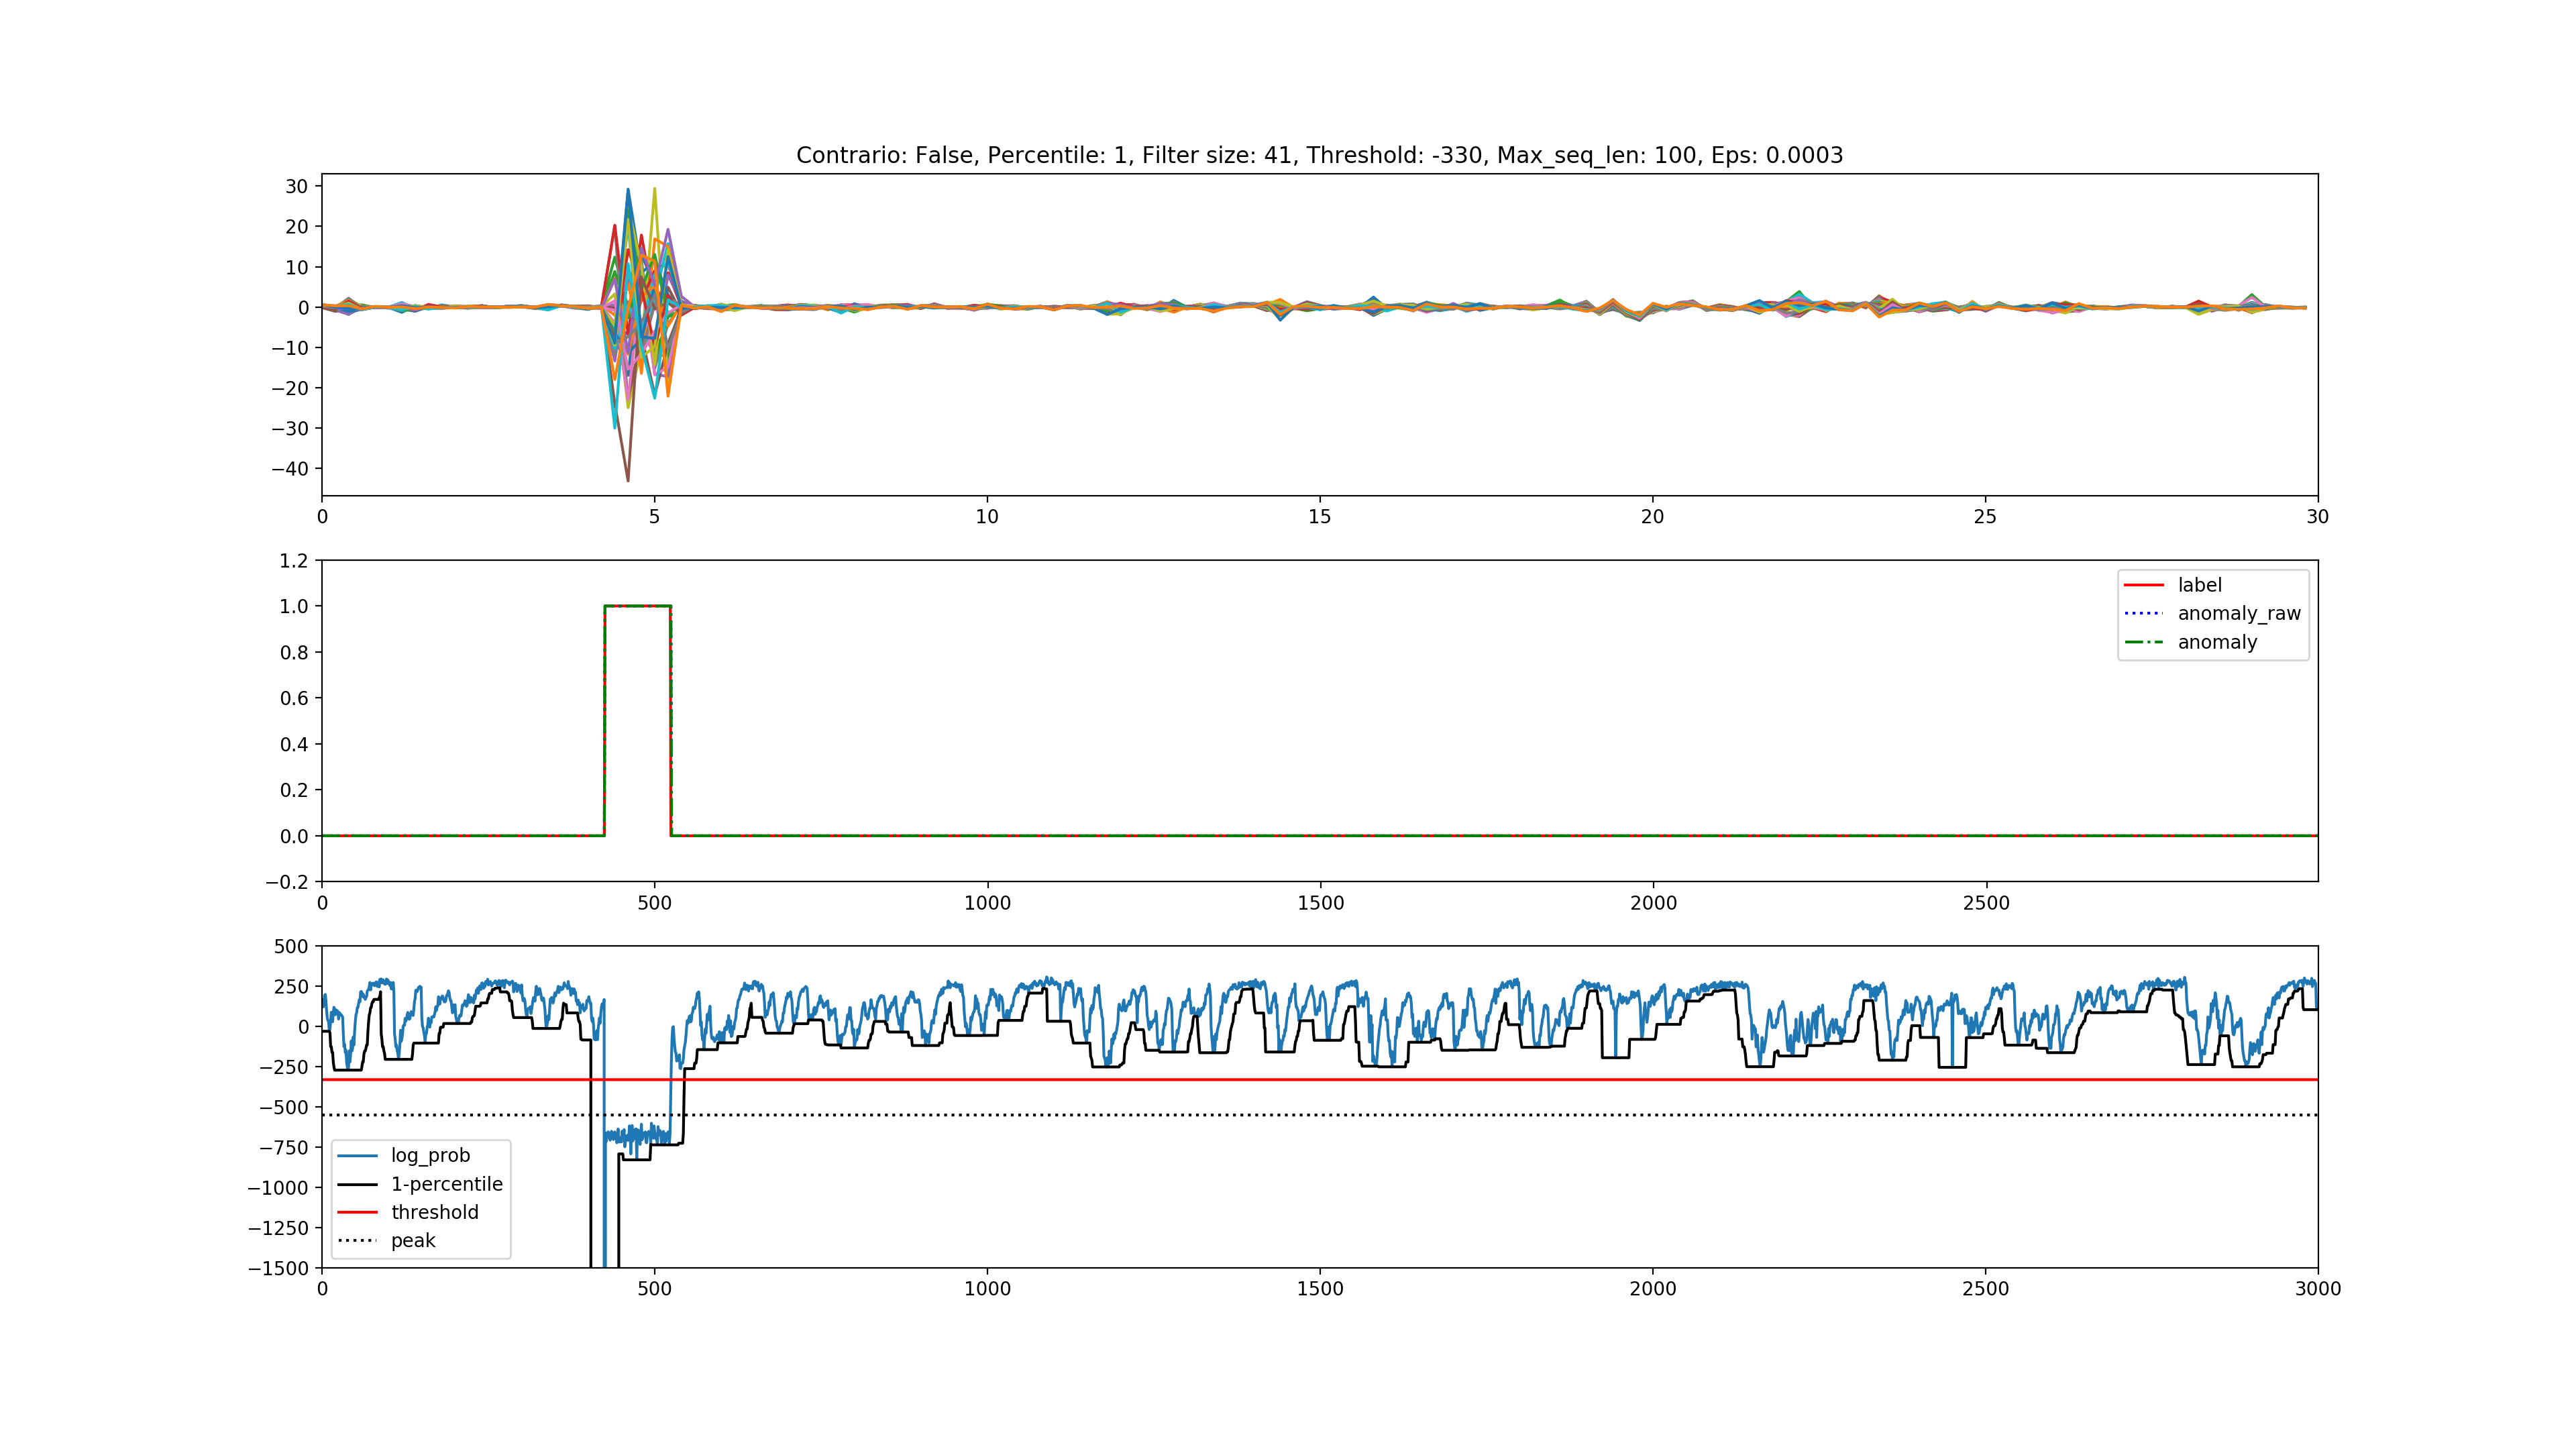 Contrario: False, Percentile: 1, Filter size: 41, Threshold: -330, Max_seq_len: 100, Eps: 0.0003
30
20
10
0
−10
−20
−30
−40
0 5 10 15 20 25 30
1.2
1.0
0.8
0.6
0.4
0.2
0.0
−0.2
label
anomaly_raw
anomaly
0 500 1000 1500 2000 2500
500
250
0
−250
−500
−750
−1000
−1250
−1500
log_prob
1-percentile
threshold
peak
0 500 1000 1500 2000 2500 3000